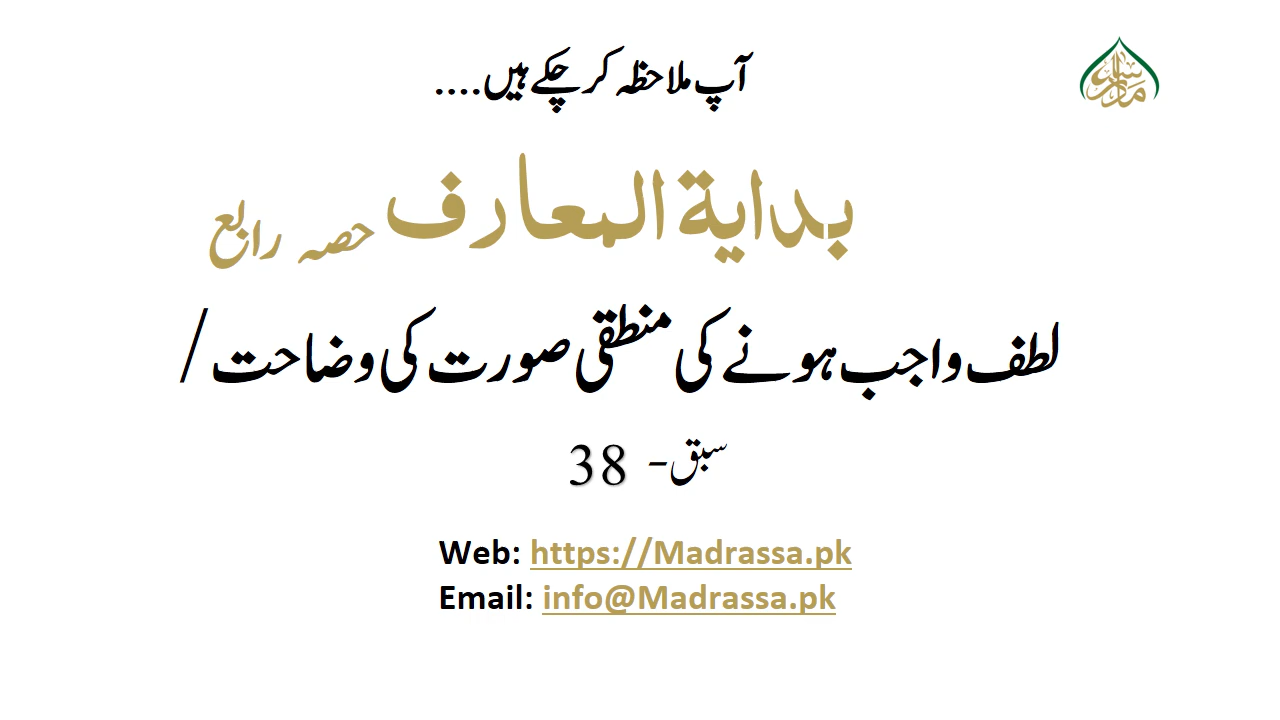 آپ ملاحظہ کر چکے ہیں....
بدایة المعارف حصہ رابع
لطف واجب ہونے کی منطقی صورت کی وضاحت /
سبق- 38
Web: https://Madrassa.pk
Email: info@Madrassa.pk